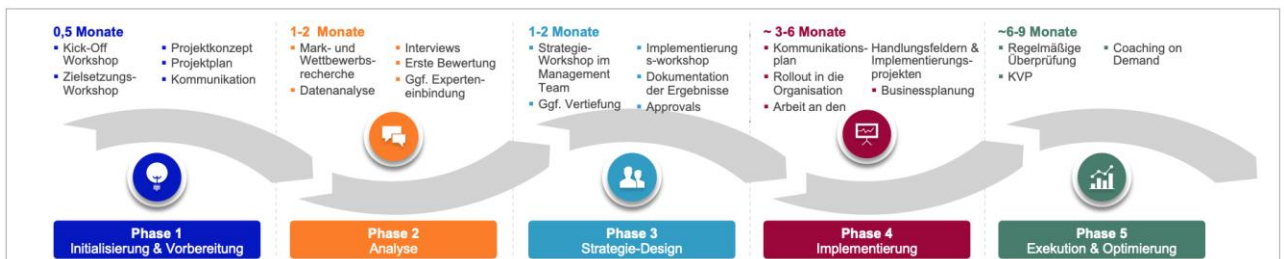 0,5 Monate
▪ Kick-Off
Workshop
▪ Zielsetzungs-
Workshop
▪ Projektkonzept
▪ Projektplan
▪ Kommunikation
1-2 Monate
▪ Mark- und
Wettbewerbs-
recherche
▪ Datenanalyse
▪ Interviews
▪ Erste Bewertung
▪ Ggf. Experten-
einbindung
1-2 Monate
▪ Strategie-
Workshop im
Management
Team
▪ Ggf. Vertiefung
▪ Implementierung
s-workshop
▪ Dokumentation
der Ergebnisse
▪ Approvals
~ 3-6 Monate
▪ Kommunikations-
plan
▪ Rollout in die
Organisation
▪ Arbeit an den
Handlungsfeldern &
Implementierungs-
projekten
▪ Businessplanung
~6-9 Monate
▪ Regelmäßige
Überprüfung
▪ KVP
▪ Coaching on
Demand
Phase 1
Initialisierung & Vorbereitung
Phase 2
Analyse
Phase 3
Strategie-Design
Phase 4
Implementierung
Phase 5
Exekution & Optimierung